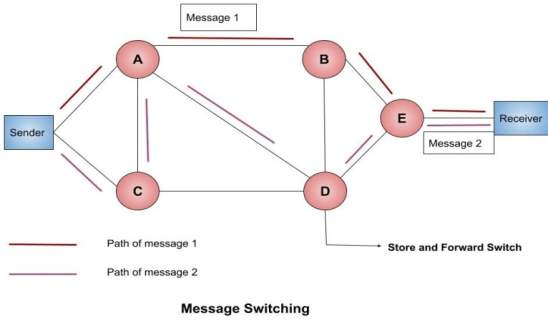 Message 1
A
B
Sender
E
Receiver
Message 2
C
D
Path of message 1
Store and Forward Switch
Path of message 2
Message Switching